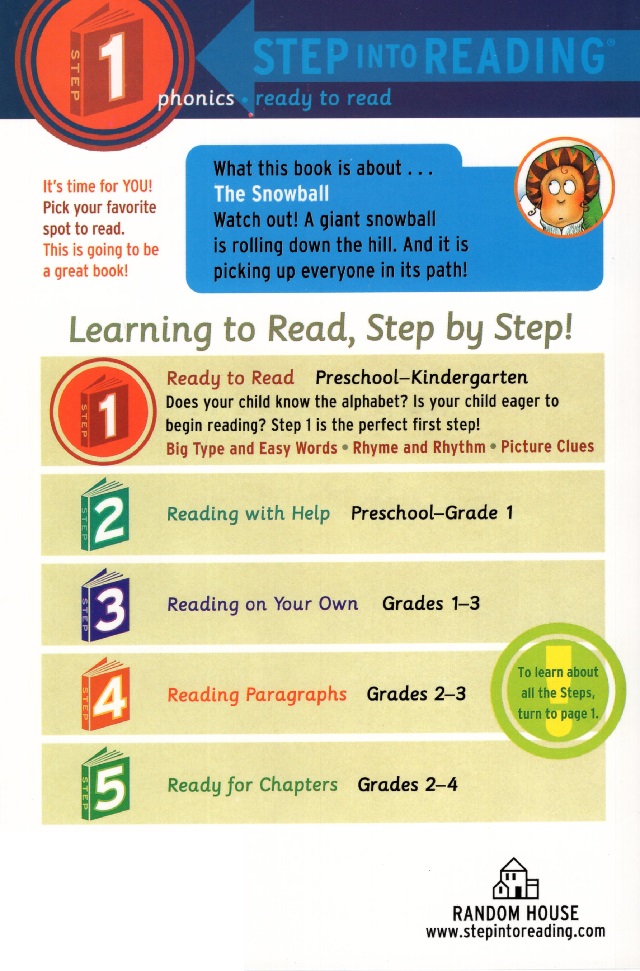 STEP 1
STEP INTO READING®
phonics • ready to read
It's time for YOU!
Pick your favorite
spot to read.
This is going to be
a great book!
What this book is about . . .
The Snowball
Watch out! A giant snowball
is rolling down the hill. And it is
picking up everyone in its path!
Learning to Read, Step by Step!
STEP 1
Ready to Read Preschool–Kindergarten
Does your child know the alphabet? Is your child eager to
begin reading? Step 1 is the perfect first step!
Big Type and Easy Words • Rhyme and Rhythm • Picture Clues
STEP 2
Reading with Help Preschool–Grade 1
STEP 3
Reading on Your Own Grades 1–3
STEP 4
Reading Paragraphs Grades 2–3
!
To learn about
all the Steps,
turn to page 1.
STEP 5
Ready for Chapters Grades 2–4
RANDOM HOUSE
www.stepintoreading.com